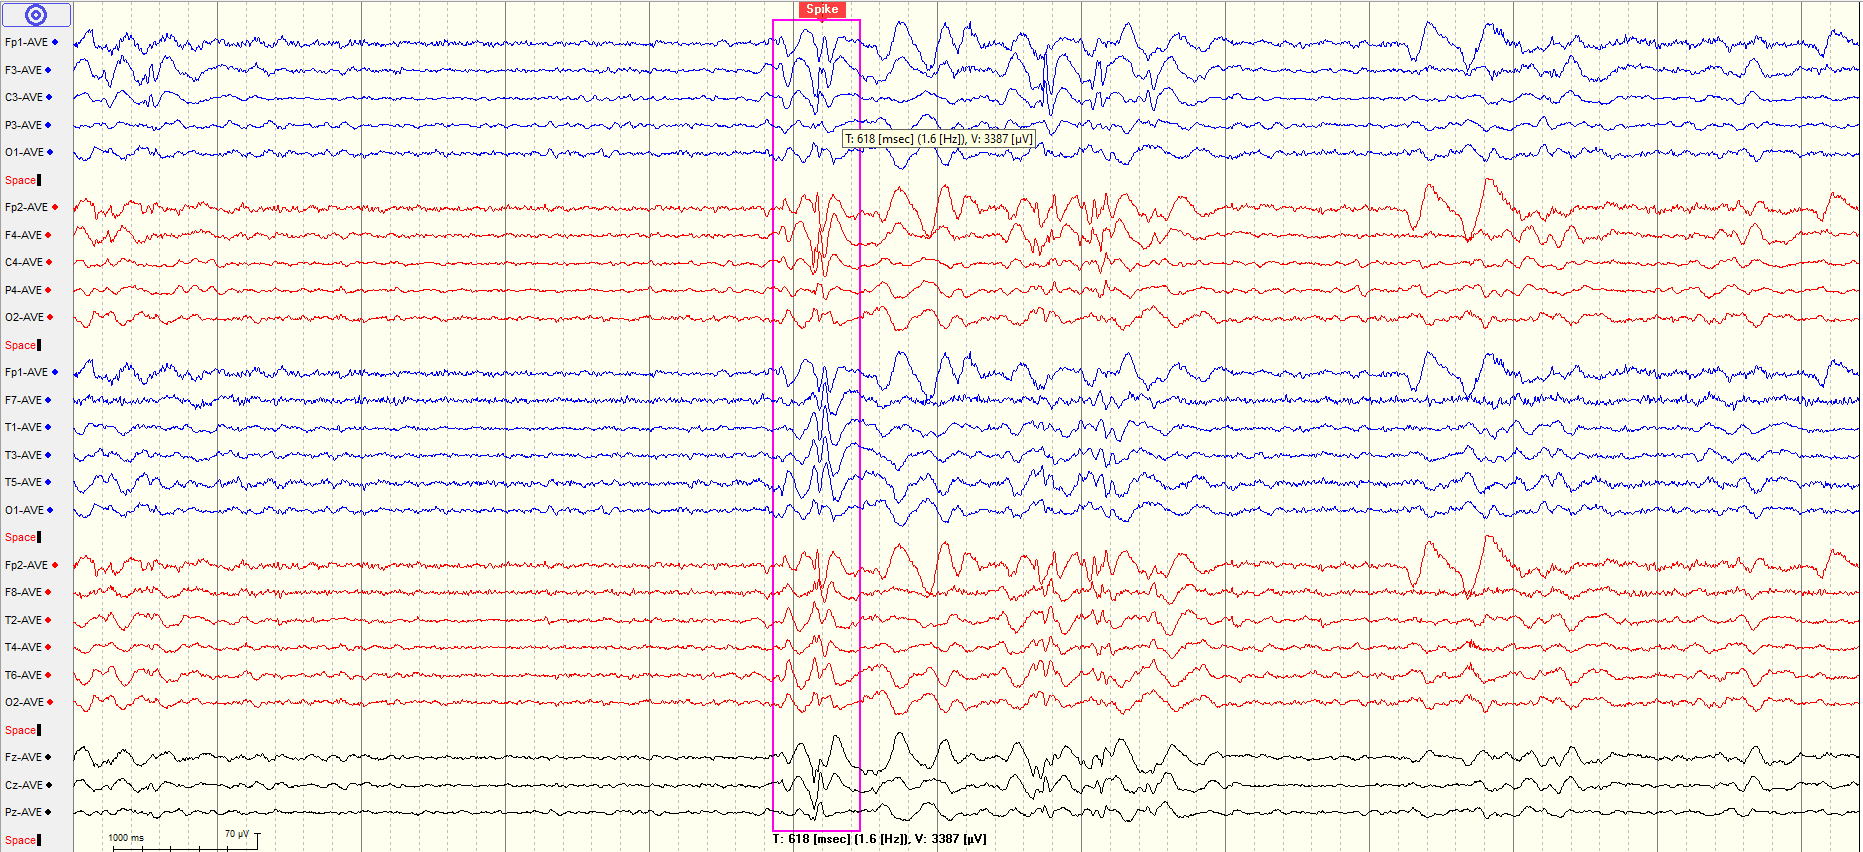 Spike
Fp1-AVE
F3-AVE
C3-AVE
P3-AVE
T: 618 [msec] (1.6 [Hz]), V: 3387 [µV]
O1-AVE
Space
Fp2-AVE
F4-AVE
C4-AVE
P4-AVE
O2-AVE
Space
Fp1-AVE
F7-AVE
T1-AVE
T3-AVE
T5-AVE
O1-AVE
Space
Fp2-AVE
F8-AVE
T2-AVE
T4-AVE
T6-AVE
O2-AVE
Space
Fz-AVE
Cz-AVE
Pz-AVE
Space
1000 ms 70 µV
T: 618 [msec] (1.6 [Hz]), V: 3387 [µV]